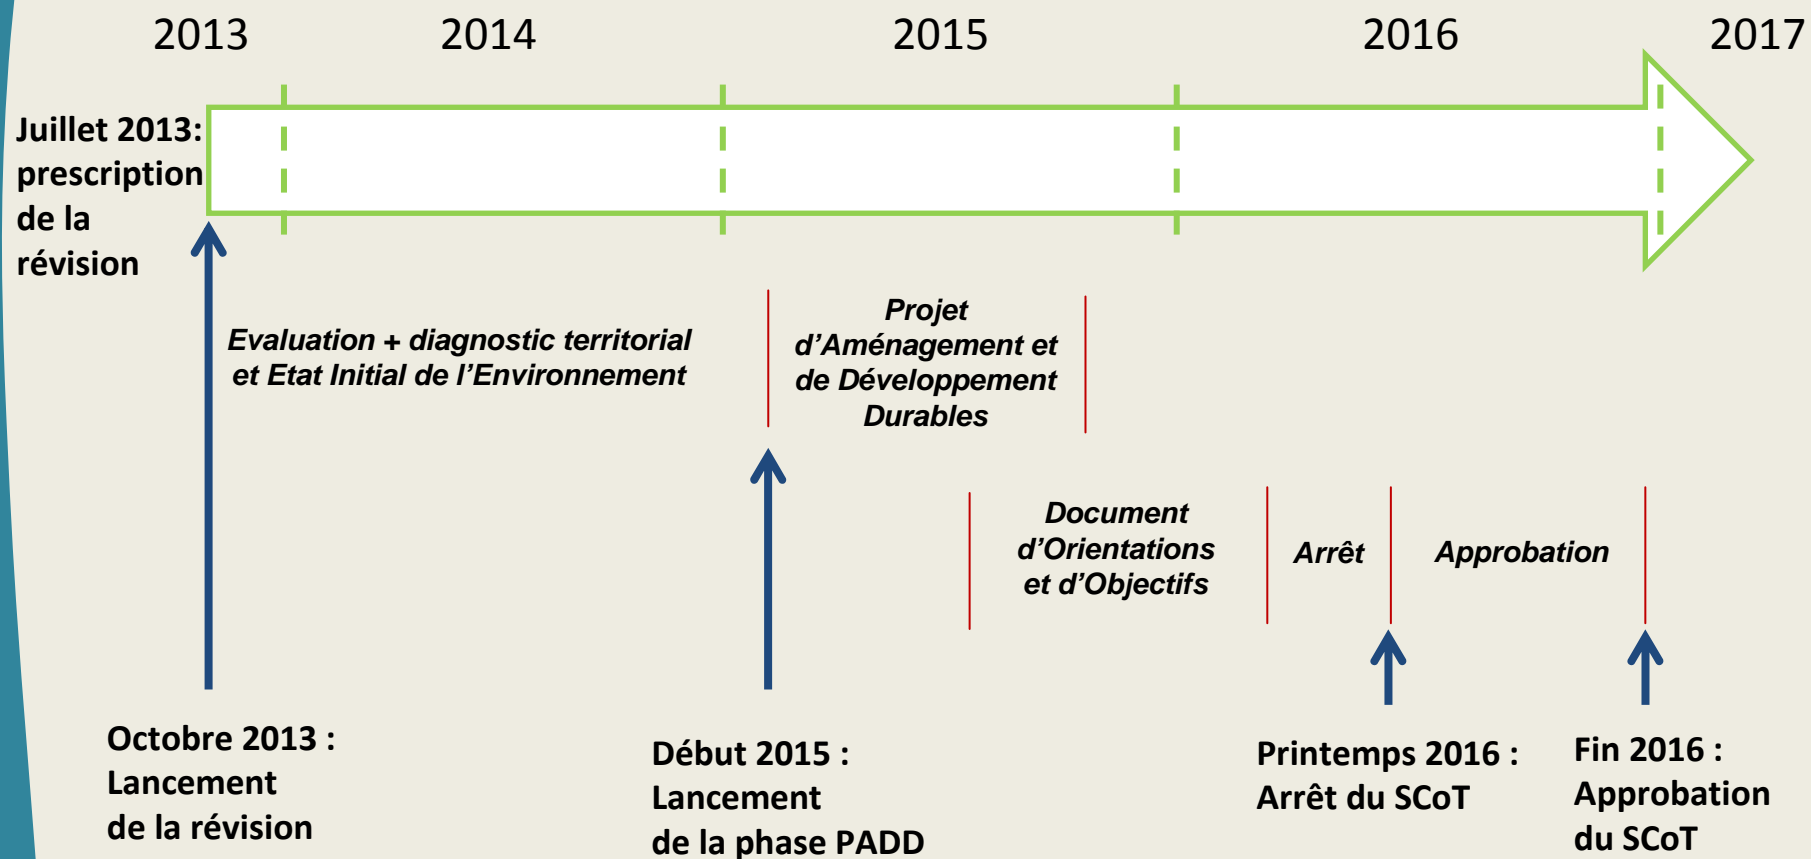 2013
2014
2015
2016
2017
Juillet 2013:
prescription
de la
révision
Evaluation + diagnostic territorial
et Etat Initial de l’Environnement
Projet
d’Aménagement et
de Développement
Durables
Document
d’Orientations
et d’Objectifs
Arrêt
Approbation
Octobre 2013 :
Lancement
de la révision
Début 2015 :
Lancement
de la phase PADD
Printemps 2016 :
Arrêt du SCoT
Fin 2016 :
Approbation
du SCoT